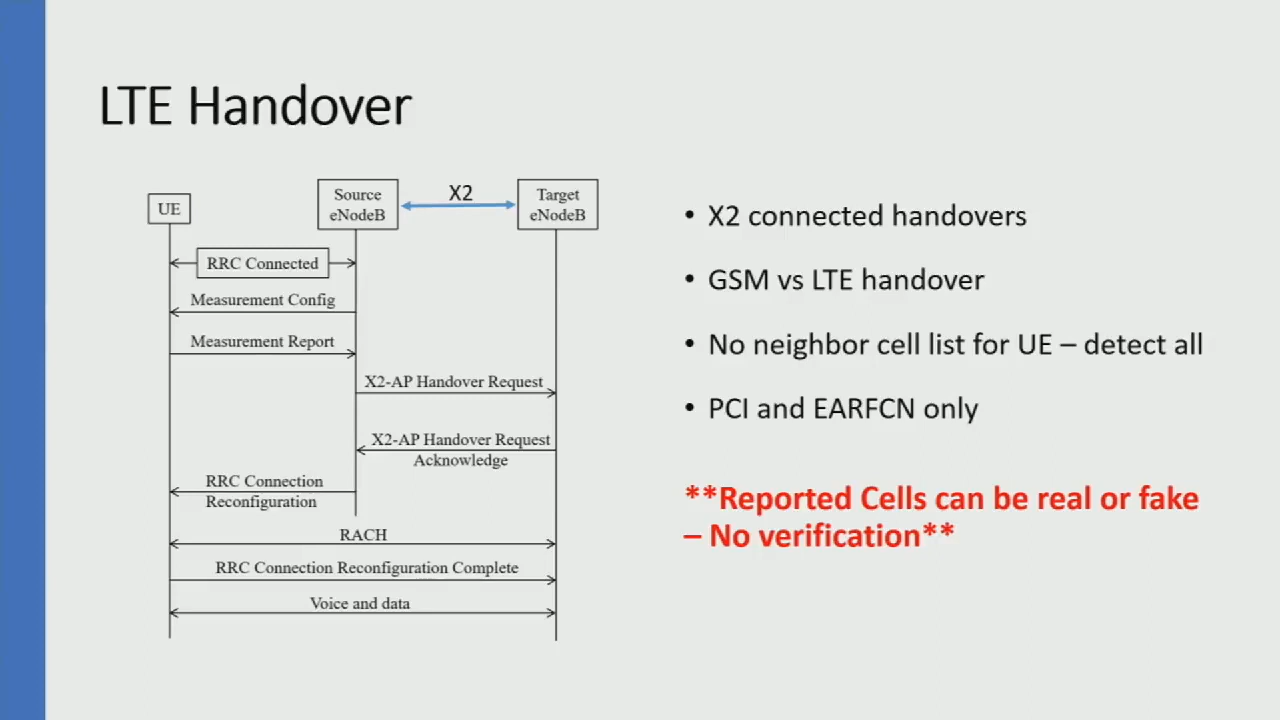 LTE Handover
UE
Source
eNodeB
X2
Target
eNodeB
RRC Connected
Measurement Config
Measurement Report
X2-AP Handover Request
X2-AP Handover Request
Acknowledge
RRC Connection
Reconfiguration
RACH
RRC Connection Reconfiguration Complete
Voice and data
• X2 connected handovers
• GSM vs LTE handover
• No neighbor cell list for UE – detect all
• PCI and EARFCN only
**Reported Cells can be real or fake
– No verification**